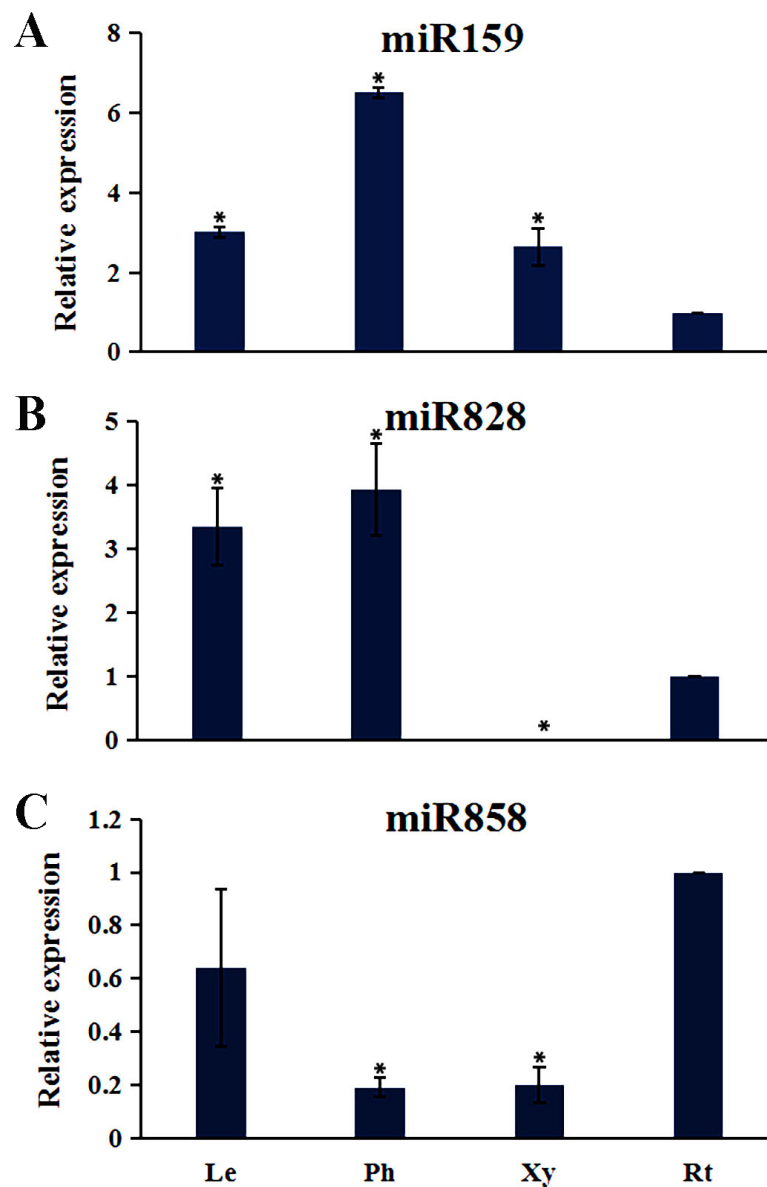 A
miR159
Relative expression
8
6
4
2
0
*
*
*
B
miR828
Relative expression
5
4
3
2
1
0
*
*
*
C
miR858
Relative expression
1.2
1
0.8
0.6
0.4
0.2
0
*
*
Le Ph Xy Rt